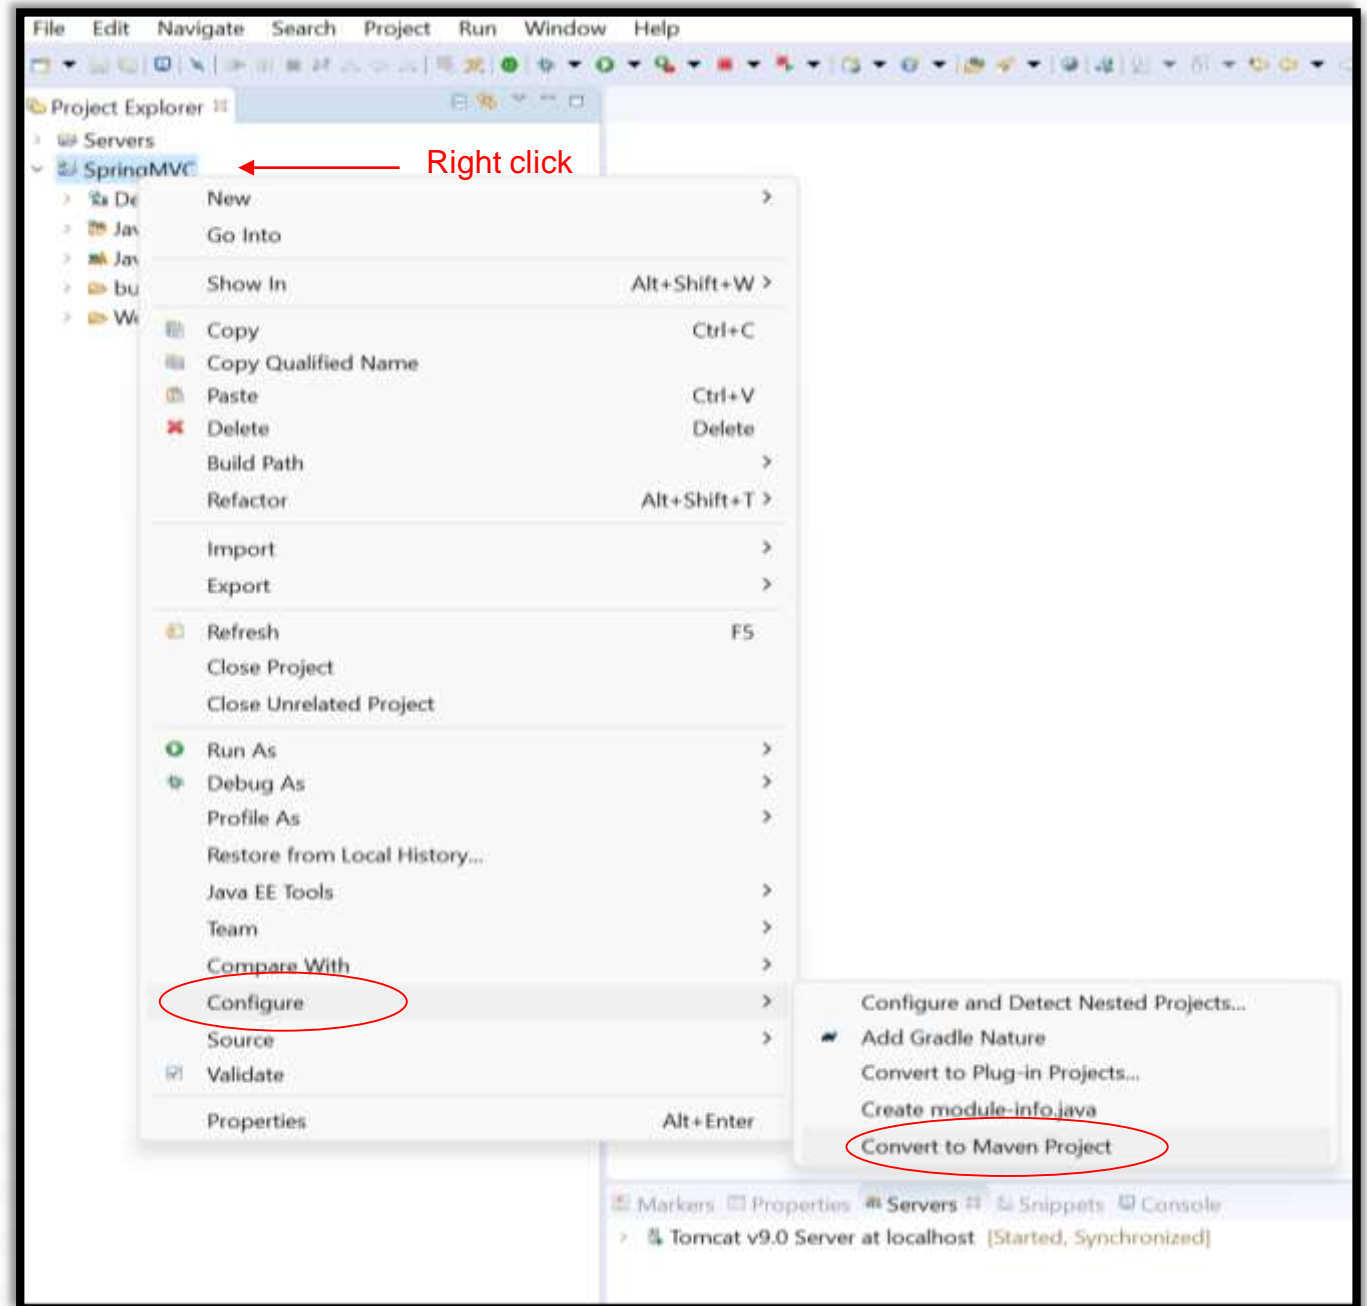 File Edit Navigate Search Project Run Window Help
Project Explorer
Servers
SpringMVC
Right click
New
Go Into
Show In Alt+Shift+W >
Copy Ctrl+C
Copy Qualified Name
Paste Ctrl+V
Delete Delete
Build Path >
Refactor Alt+Shift+T >
Import >
Export >
Refresh F5
Close Project
Close Unrelated Project
Run As >
Debug As >
Profile As >
Restore from Local History...
Java EE Tools >
Team >
Compare With >
Configure >
Source >
Validate
Properties Alt+Enter
Configure and Detect Nested Projects...
Add Gradle Nature
Convert to Plug-in Projects...
Create module-info.java
Convert to Maven Project
Markers Properties Servers Snippets Console
Tomcat v9.0 Server at localhost [Started, Synchronized]